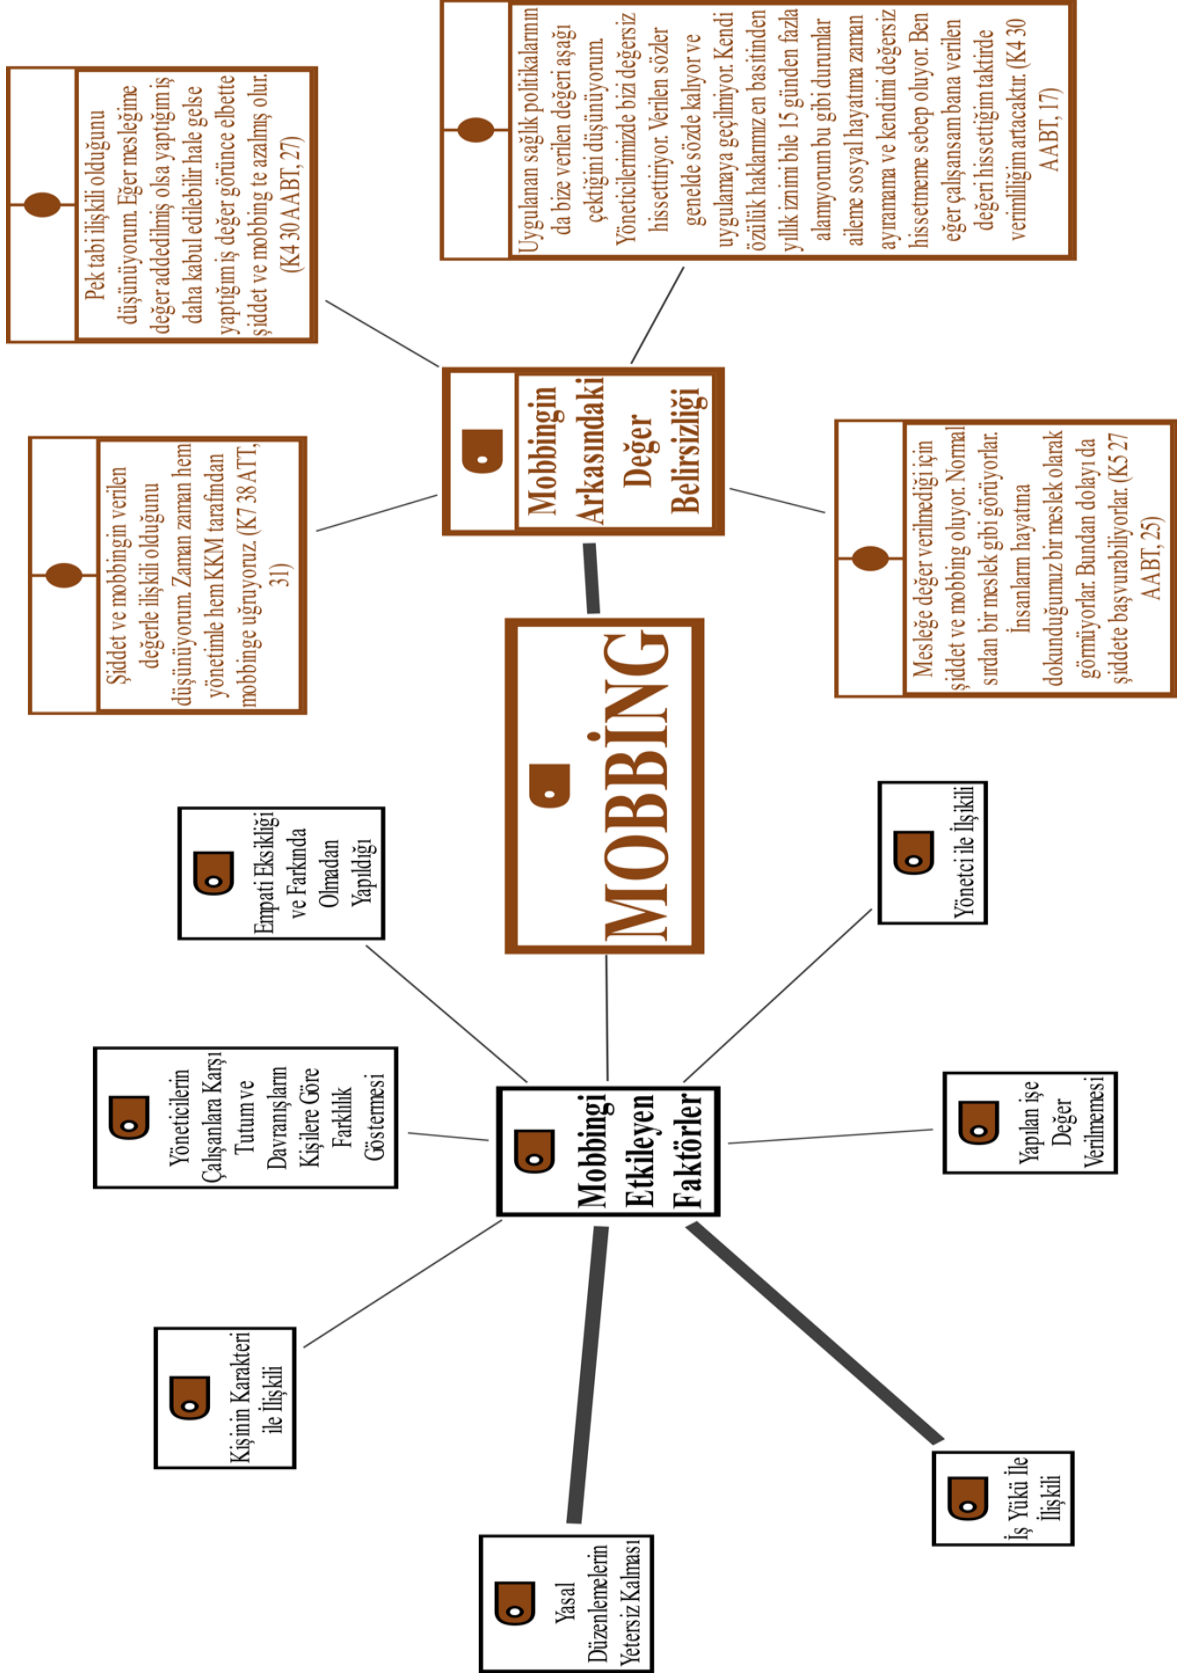 Yasal
Düzenlemelerin
Yetersiz Kalması
Kişinin Karakteri
ile İlişkili
Yöneticilerin
Çalışanlara Karşı
Tutum ve
Davranışların
Kişilere Göre
Farklılık
Göstermesi
Empati Eksikliği
ve Farkında
Olmadan
Yapıldığı
Mobbingi
Etkileyen
Faktörler
İş Yükü İle
İlişkili
Yapılan işe
Değer
Verilmemesi
Yönetci ile İlşikili
MOBBİNG
Mobbingin
Arkasındaki
Değer
Belirsizliği
Şiddet ve mobbingin verilen
değerle ilişkili olduğunu
düşünüyorum. Zaman zaman hem
yönetimle hem KKM tarafından
mobbinge uğruyoruz. (K7 38 ATT,
31)
Pek tabi ilişkili olduğunu
düşünüyorum. Eğer mesleğime
değer addedilmiş olsa yaptığım iş
daha kabul edilebilir hale gelse
yaptığım iş değer görünce elbette
şiddet ve mobbing te azalmış olur.
(K4 30 AABT, 27)
Mesleğe değer verilmediği için
şiddet ve mobbing oluyor. Normal
sırdan bir meslek gibi görüyorlar.
İnsanların hayatına
dokunduğumuz bir meslek olarak
görmüyorlar. Bundan dolayı da
şiddete başvurabiliyorlar. (K5 27
AABT, 25)
Uygulanan sağlık politikalarının
da bize verilen değeri aşağı
çektiğini düşünüyorum.
Yöneticilerimizde bizi değersiz
hissettiriyor. Verilen sözler
genelde sözde kalıyor ve
uygulamaya geçilmiyor. Kendi
özlük haklarımız en basitinden
yıllık iznimi bile 15 günden fazla
alamıyorum bu gibi durumlar
aileme sosyal hayatıma zaman
ayıramama ve kendimi değersiz
hissetmeme sebep oluyor. Ben
eğer çalışansam bana verilen
değeri hissettiğim taktirde
verimliliğim artacaktır. (K4 30
AABT, 17)